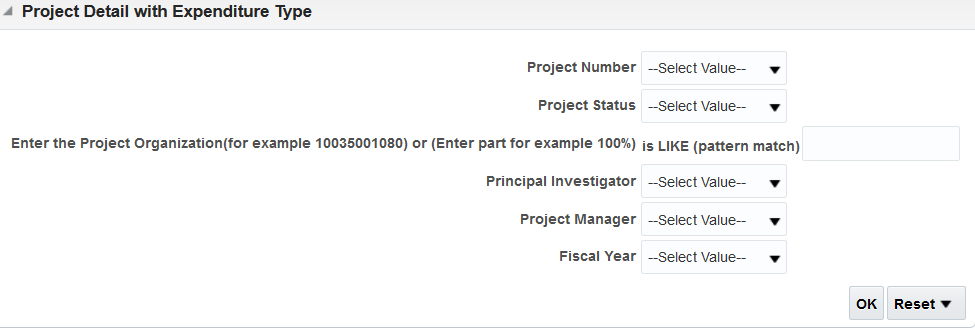 Project Detail with Expenditure Type
Project Number --Select Value--
Project Status --Select Value--
Enter the Project Organization(for example 10035001080) or (Enter part for example 100%) is LIKE (pattern match)
Principal Investigator --Select Value--
Project Manager --Select Value--
Fiscal Year --Select Value--
OK Reset